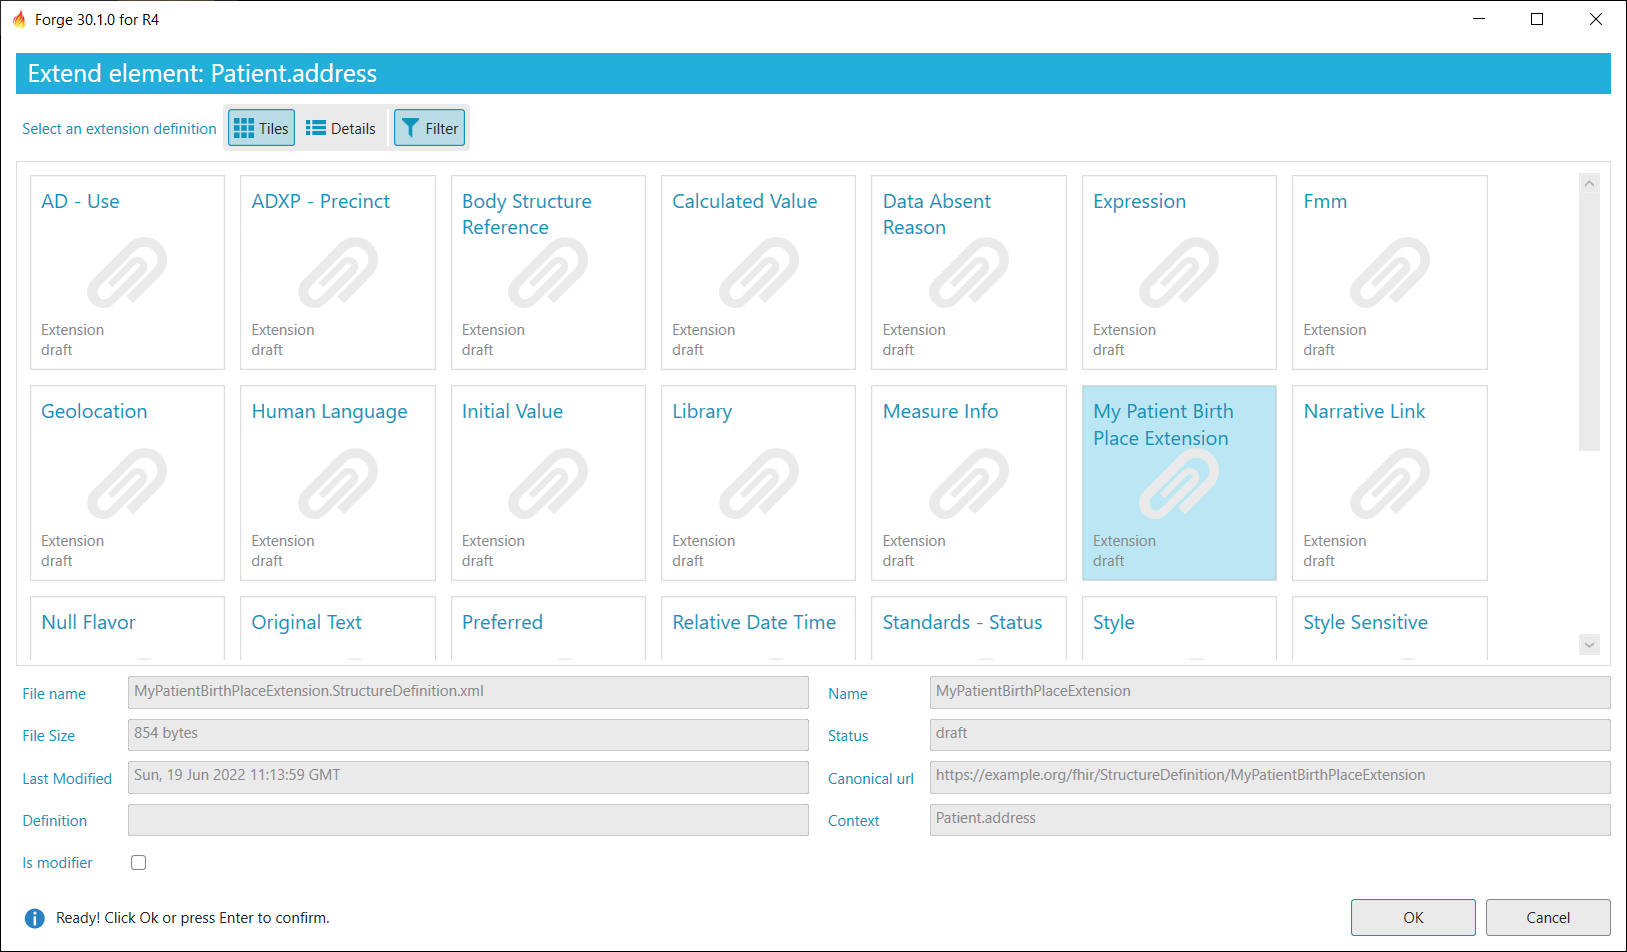 Forge 30.1.0 for R4
Extend element: Patient.address
Select an extension definition
Tiles
Details
Filter
AD - Use
Extension
draft
ADXP - Precinct
Extension
draft
Body Structure
Reference
Extension
draft
Calculated Value
Extension
draft
Data Absent
Reason
Extension
draft
Expression
Extension
draft
Fmm
Extension
draft
Geolocation
Extension
draft
Human Language
Extension
draft
Initial Value
Extension
draft
Library
Extension
draft
Measure Info
Extension
draft
My Patient Birth
Place Extension
Extension
draft
Narrative Link
Extension
draft
Null Flavor
Original Text
Preferred
Relative Date Time
Standards - Status
Style
Style Sensitive
File name
MyPatientBirthPlaceExtension.StructureDefinition.xml
Name
MyPatientBirthPlaceExtension
File Size
854 bytes
Status
draft
Last Modified
Sun, 19 Jun 2022 11:13:59 GMT
Canonical url
https://example.org/fhir/StructureDefinition/MyPatientBirthPlaceExtension
Definition
Context
Patient.address
Is modifier
Ready! Click Ok or press Enter to confirm.
OK
Cancel